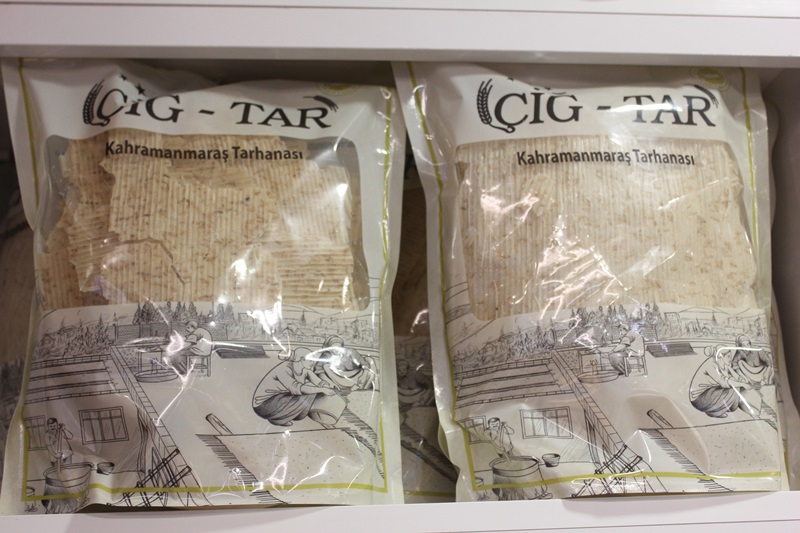 ÇİĞ - TAR
Kahramanmaraş Tarhanası
ÇİĞ - TAR
Kahramanmaraş Tarhanası